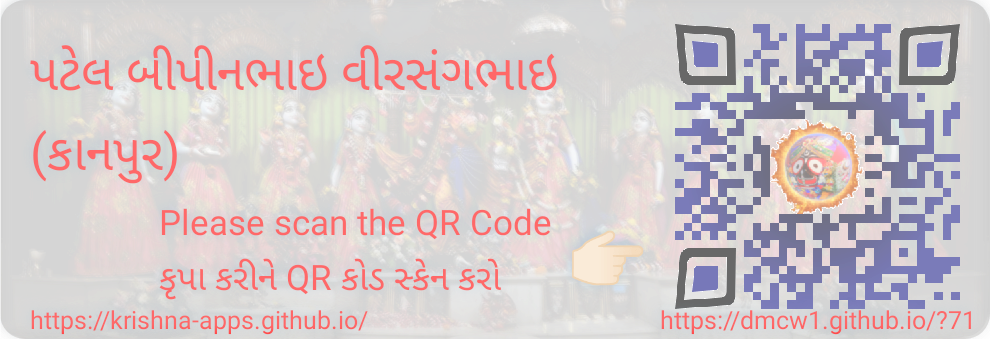 પટેલ બીપીનભાઇ વીરસંગભાઇ
(કાનપુર)
Please scan the QR Code
કૃપા કરીને QR કોડ સ્કેન કરો
https://krishna-apps.github.io/
https://dmcw1.github.io/?71